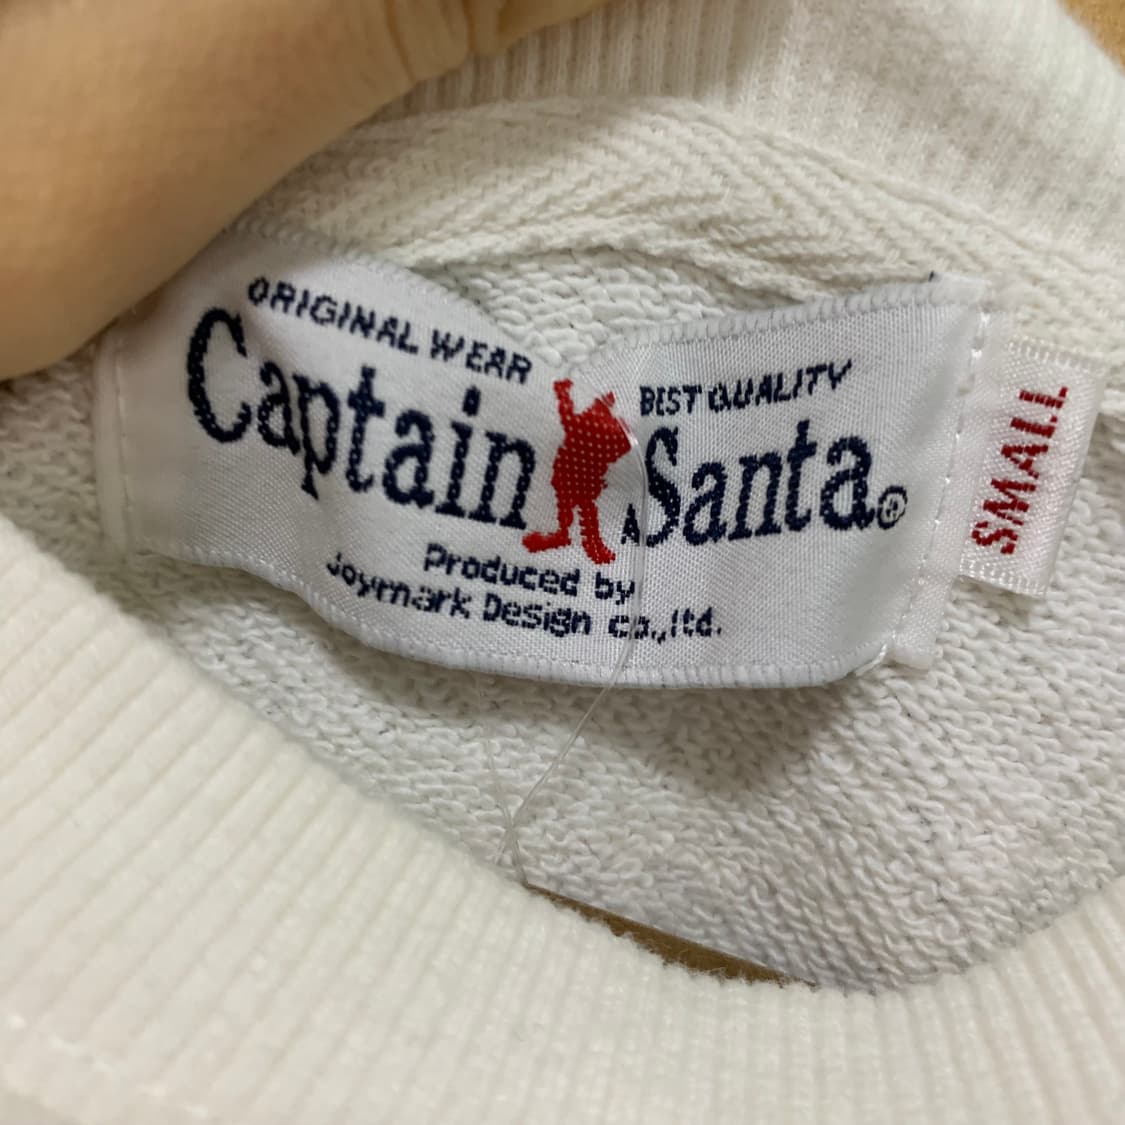 ORIGINAL WEAR
BEST QUALITY
Captain Santa®
Produced by
Joymark Design co.,ltd.
SMALL